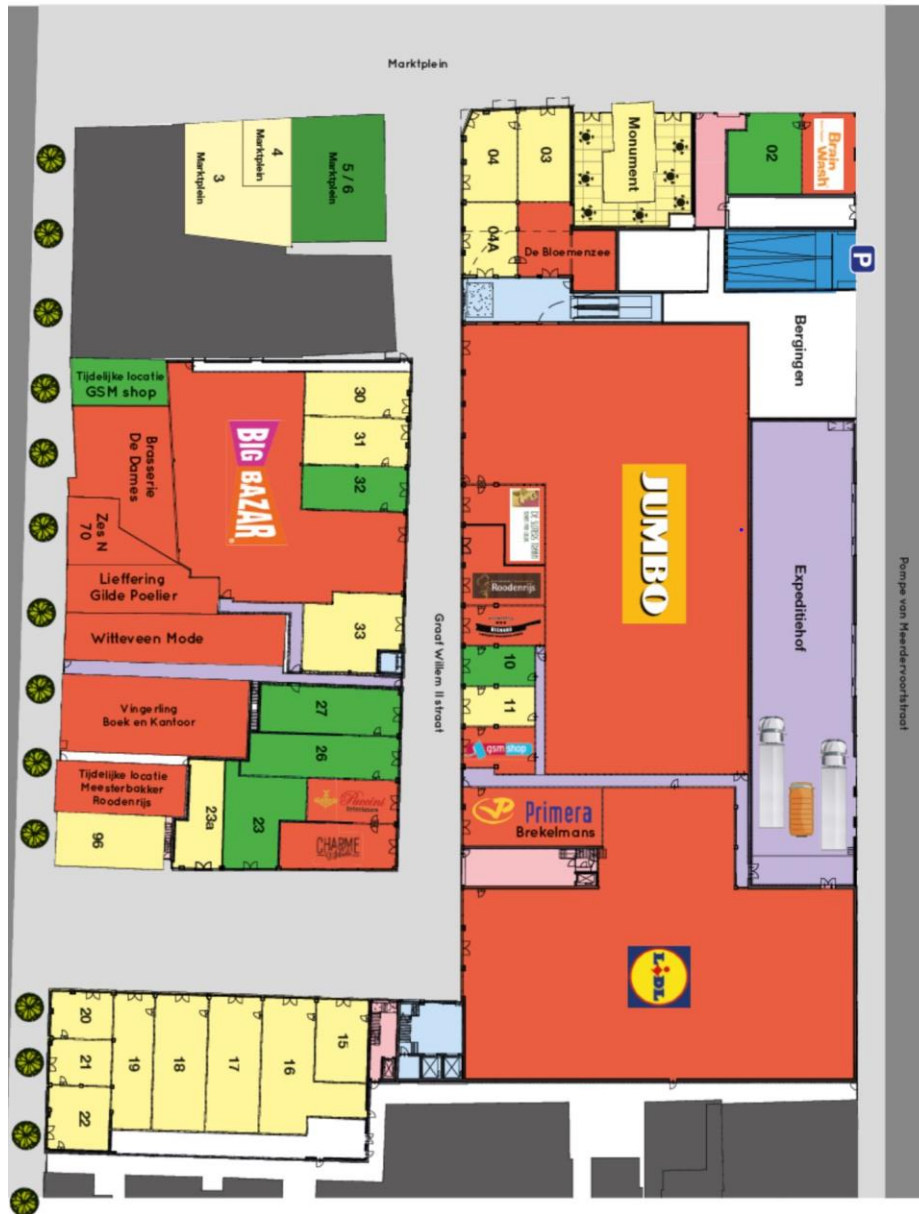 Marktplein
3
Marktplein
4
Marktplein
5 / 6
Marktplein
04
03
Monument
02
Brain
Wash
04A
De Bloemenzee
P
Bergingen
Tijdelijke locatie
GSM shop
Brasserie
De Dames
Zes N
70
BIG BAZAR
30
31
32
33
Lieffering
Gilde Poelier
Witteveen Mode
Vingerling
Boek en Kantoor
Tijdelijke locatie
Meesterbakker
Roodenrijs
96
23a
23
27
26
Puccini
CHARME
Graaf Willem II straat
JUMBO
Roodenrijs
10
11
gsm shop
Primera
Brekelmans
LIDL
Expeditiehof
Pompe van Meerdervoortstraat
20
21
22
19
18
17
16
15